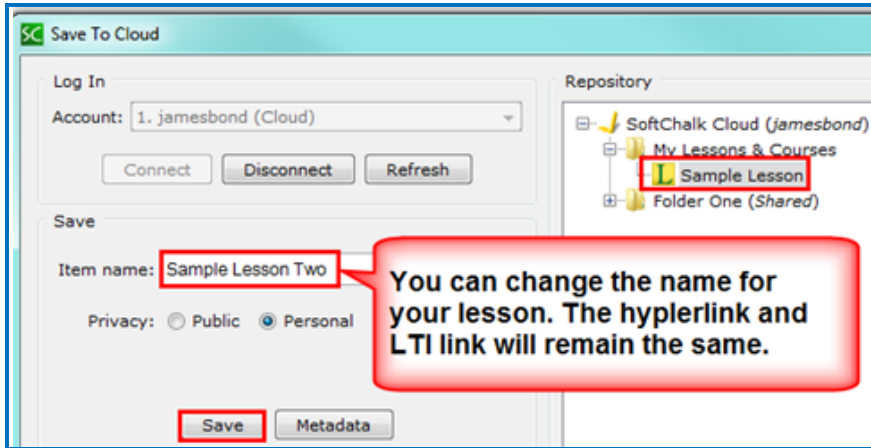 SC Save To Cloud
Log In
Account: 1. jamesbond (Cloud)
Connect Disconnect Refresh
Save
Item name: Sample Lesson Two
Privacy: Public Personal
Save Metadata
Repository
SoftChalk Cloud (jamesbond)
My Lessons & Courses
L Sample Lesson
Folder One (Shared)
You can change the name for
your lesson. The hyplerlink and
LTI link will remain the same.